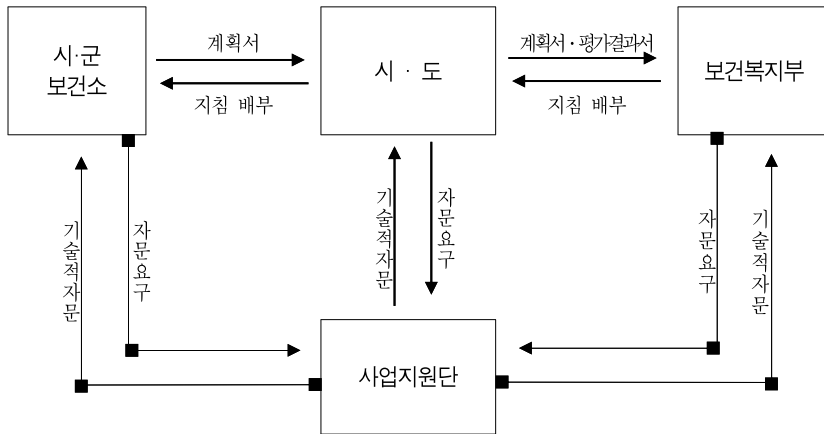 시·군
보건소
계획서
지침 배부
시 · 도
계획서·평가결과서
지침 배부
보건복지부
기술적자문
자문요구
기술적자문
자문요구
자문요구
기술적자문
사업지원단